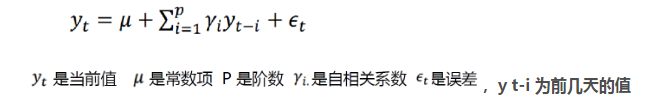 y_t = μ + ∑_{i=1}^{p} γ_i y_{t-i} + ϵ_t
y_t 是当前值 μ 是常数项 P 是阶数 γ_i. 是自相关系数 ϵ_t 是误差 , y t-i 为前几天的值